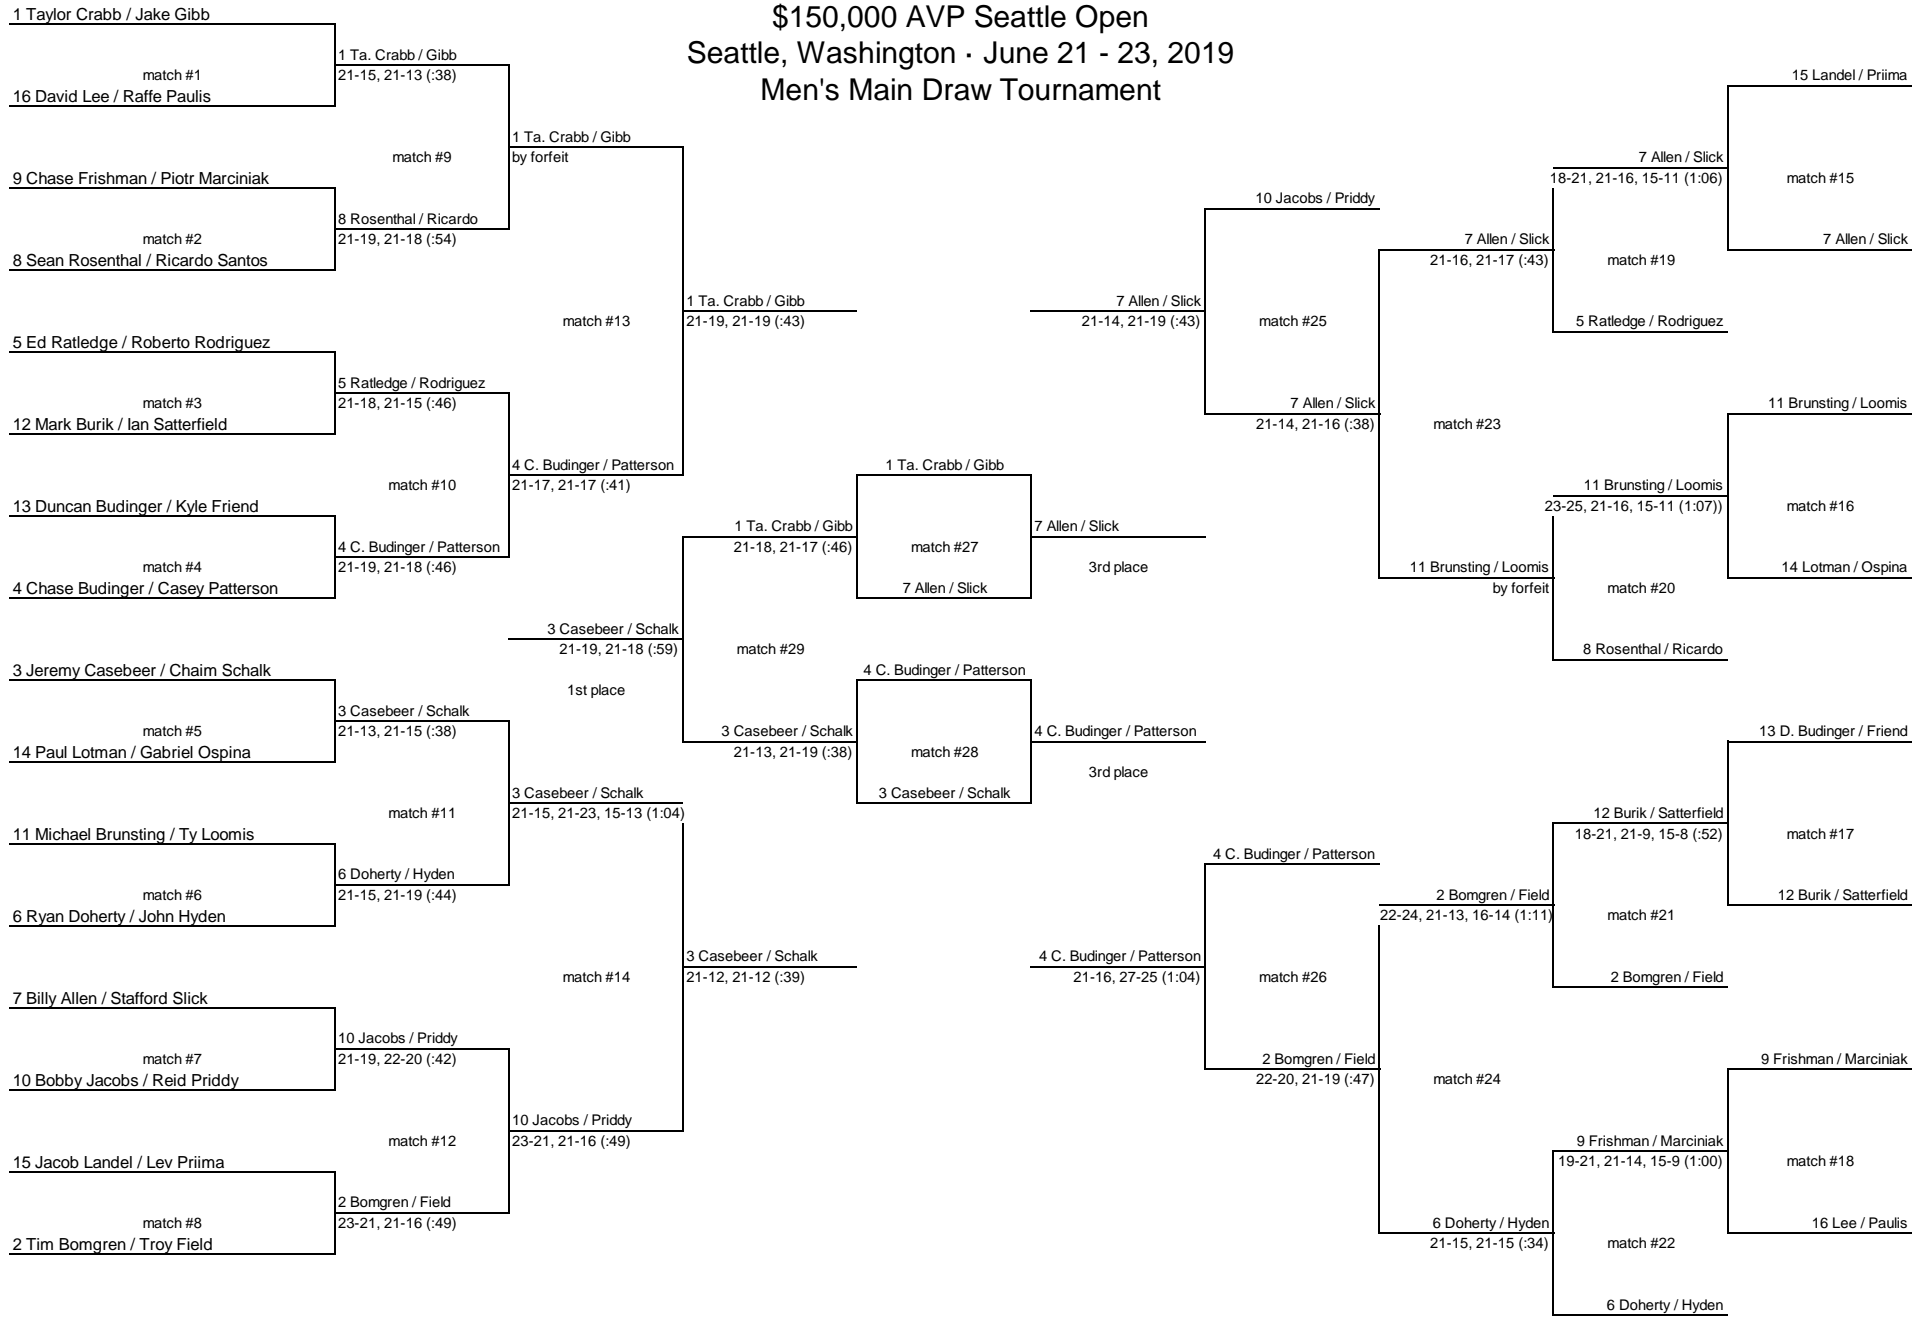 $150,000 AVP Seattle Open
Seattle, Washington · June 21 - 23, 2019
Men's Main Draw Tournament
1 Taylor Crabb / Jake Gibb
match #1
16 David Lee / Raffe Paulis
9 Chase Frishman / Piotr Marciniak
match #2
8 Sean Rosenthal / Ricardo Santos
5 Ed Ratledge / Roberto Rodriguez
match #3
12 Mark Burik / Ian Satterfield
13 Duncan Budinger / Kyle Friend
match #4
4 Chase Budinger / Casey Patterson
3 Jeremy Casebeer / Chaim Schalk
match #5
14 Paul Lotman / Gabriel Ospina
11 Michael Brunsting / Ty Loomis
match #6
6 Ryan Doherty / John Hyden
7 Billy Allen / Stafford Slick
match #7
10 Bobby Jacobs / Reid Priddy
15 Jacob Landel / Lev Priima
match #8
2 Tim Bomgren / Troy Field
1 Ta. Crabb / Gibb
21-15, 21-13 (:38)
match #9
8 Rosenthal / Ricardo
21-19, 21-18 (:54)
5 Ratledge / Rodriguez
21-18, 21-15 (:46)
match #10
4 C. Budinger / Patterson
21-19, 21-18 (:46)
3 Casebeer / Schalk
21-13, 21-15 (:38)
match #11
6 Doherty / Hyden
21-15, 21-19 (:44)
10 Jacobs / Priddy
21-19, 22-20 (:42)
match #12
2 Bomgren / Field
23-21, 21-16 (:49)
1 Ta. Crabb / Gibb
by forfeit
match #13
4 C. Budinger / Patterson
21-17, 21-17 (:41)
3 Casebeer / Schalk
21-15, 21-23, 15-13 (1:04)
match #14
10 Jacobs / Priddy
23-21, 21-16 (:49)
1 Ta. Crabb / Gibb
21-19, 21-19 (:43)
3 Casebeer / Schalk
21-12, 21-12 (:39)
3 Casebeer / Schalk
21-19, 21-18 (:59)
1st place
1 Ta. Crabb / Gibb
21-18, 21-17 (:46)
match #29
3 Casebeer / Schalk
21-13, 21-19 (:38)
1 Ta. Crabb / Gibb
match #27
7 Allen / Slick
4 C. Budinger / Patterson
match #28
3 Casebeer / Schalk
7 Allen / Slick
3rd place
4 C. Budinger / Patterson
3rd place
7 Allen / Slick
21-14, 21-19 (:43)
4 C. Budinger / Patterson
21-16, 27-25 (1:04)
10 Jacobs / Priddy
match #25
7 Allen / Slick
21-14, 21-16 (:38)
4 C. Budinger / Patterson
match #26
2 Bomgren / Field
22-20, 21-19 (:47)
7 Allen / Slick
21-16, 21-17 (:43)
match #23
11 Brunsting / Loomis
by forfeit
2 Bomgren / Field
22-24, 21-13, 16-14 (1:11)
match #24
6 Doherty / Hyden
21-15, 21-15 (:34)
7 Allen / Slick
18-21, 21-16, 15-11 (1:06)
match #19
5 Ratledge / Rodriguez
11 Brunsting / Loomis
23-25, 21-16, 15-11 (1:07))
match #20
8 Rosenthal / Ricardo
12 Burik / Satterfield
18-21, 21-9, 15-8 (:52)
match #21
2 Bomgren / Field
9 Frishman / Marciniak
19-21, 21-14, 15-9 (1:00)
match #22
6 Doherty / Hyden
15 Landel / Priima
match #15
7 Allen / Slick
11 Brunsting / Loomis
match #16
14 Lotman / Ospina
13 D. Budinger / Friend
match #17
12 Burik / Satterfield
9 Frishman / Marciniak
match #18
16 Lee / Paulis